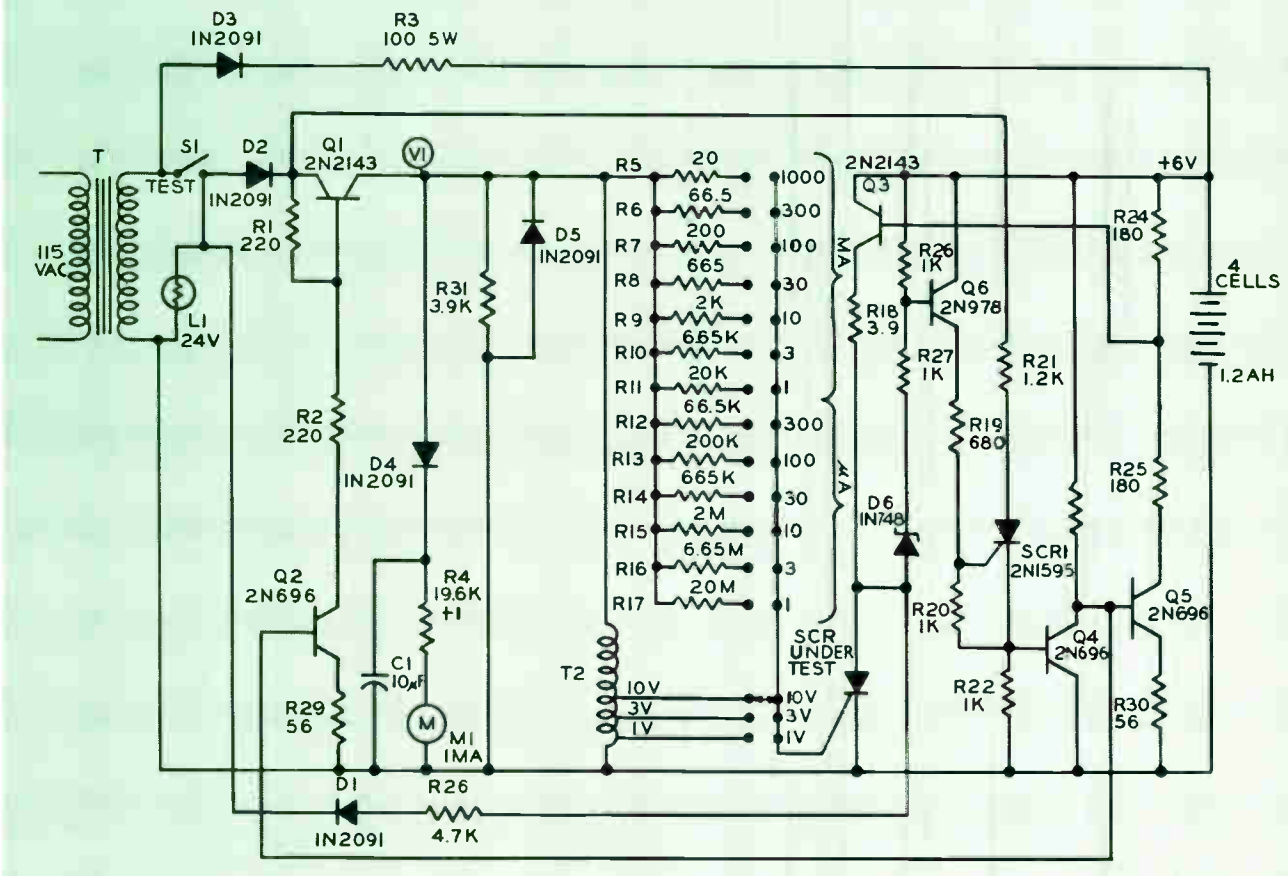 D3
1N2091
R3
100 5W
T
S1
TEST
D2
1N2091
Q1
2N2143
V1
R1
220
115
VAC
L1
24V
R31
3.9K
D5
1N2091
R5
20
1000
R6
66.5
300
R7
200
100
R8
665
30
R9
2K
10
R10
6.65K
3
R11
20K
1
R12
66.5K
300
R13
200K
100
R14
665K
30
R15
2M
10
R16
6.65M
3
R17
20M
1
MA
μA
2N2143
Q3
+6V
R24
180
4
CELLS
1.2AH
R26
1K
Q6
2N978
R18
3.9
R27
1K
R21
1.2K
R19
680
R25
180
R2
220
D4
1N2091
D6
1N748
SCR1
2N1595
Q2
2N696
R4
19.6K
+1
R20
1K
Q4
2N696
Q5
2N696
SCR
UNDER
TEST
T2
10V
3V
1V
10V
3V
1V
C1
10μF
R29
56
M
M1
1MA
R22
1K
R30
56
D1
1N2091
R26
4.7K